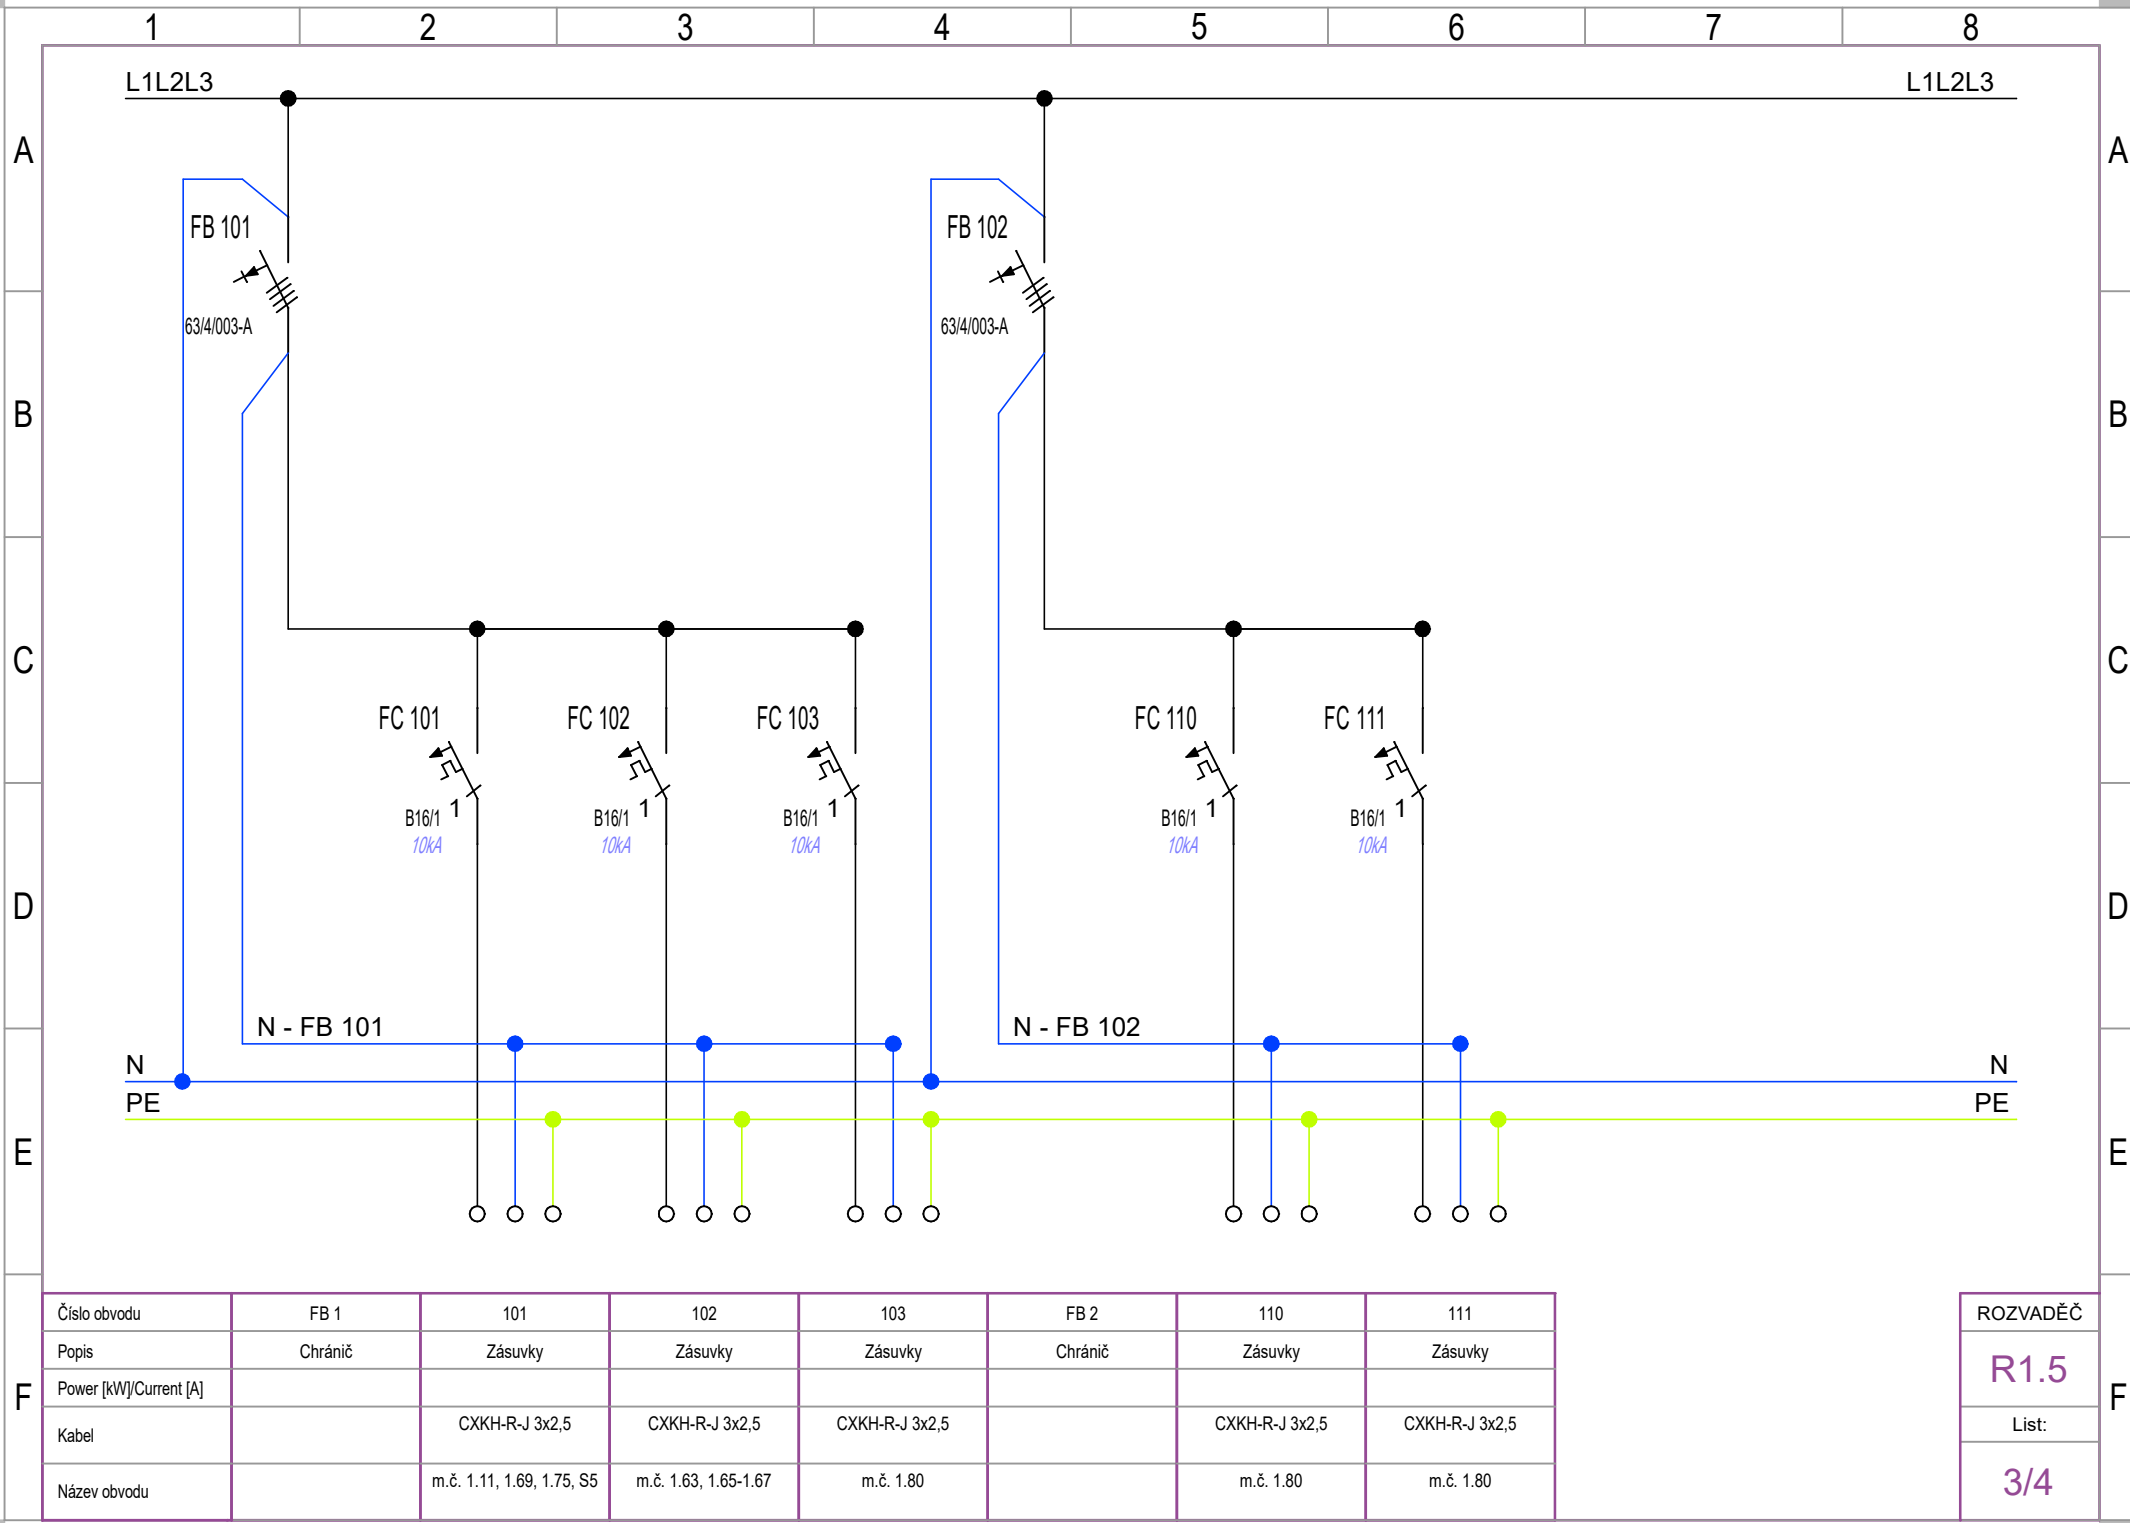 1 2 3 4 5 6 7 8
L1L2L3 L1L2L3
A A
FB 101 FB 102
63/4/003-A 63/4/003-A
B B
C C
FC 101 FC 102 FC 103 FC 110 FC 111
B16/1 1 B16/1 1 B16/1 1 B16/1 1 B16/1 1
10kA 10kA 10kA 10kA 10kA
D D
N - FB 101 N - FB 102
N N
PE PE
E E
Číslo obvodu FB 1 101 102 103 FB 2 110 111
Popis Chránič Zásuvky Zásuvky Zásuvky Chránič Zásuvky Zásuvky
Power [kW]/Current [A]
Kabel CXKH-R-J 3x2,5 CXKH-R-J 3x2,5 CXKH-R-J 3x2,5 CXKH-R-J 3x2,5 CXKH-R-J 3x2,5
Název obvodu m.č. 1.11, 1.69, 1.75, S5 m.č. 1.63, 1.65-1.67 m.č. 1.80 m.č. 1.80 m.č. 1.80
F F
ROZVADĚČ
R1.5
List:
3/4